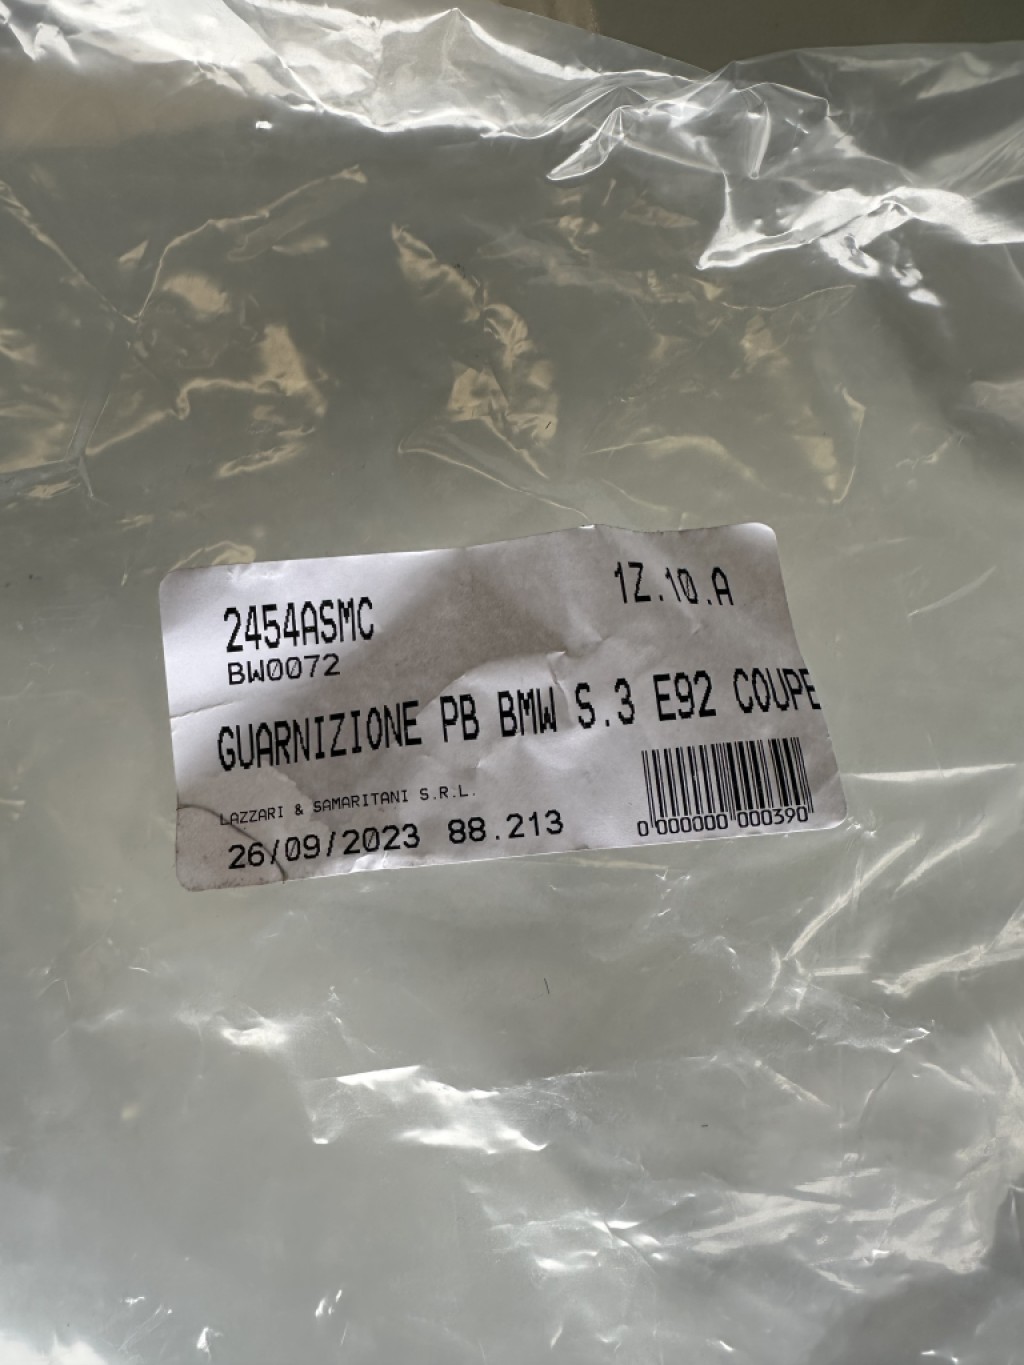 2454ASMC 1Z.10.A
BW0072
GUARNIZIONE PB BMW S.3 E92 COUPE
LAZZARI & SAMARITANI S.R.L.
26/09/2023 88.213
0 000000 000390